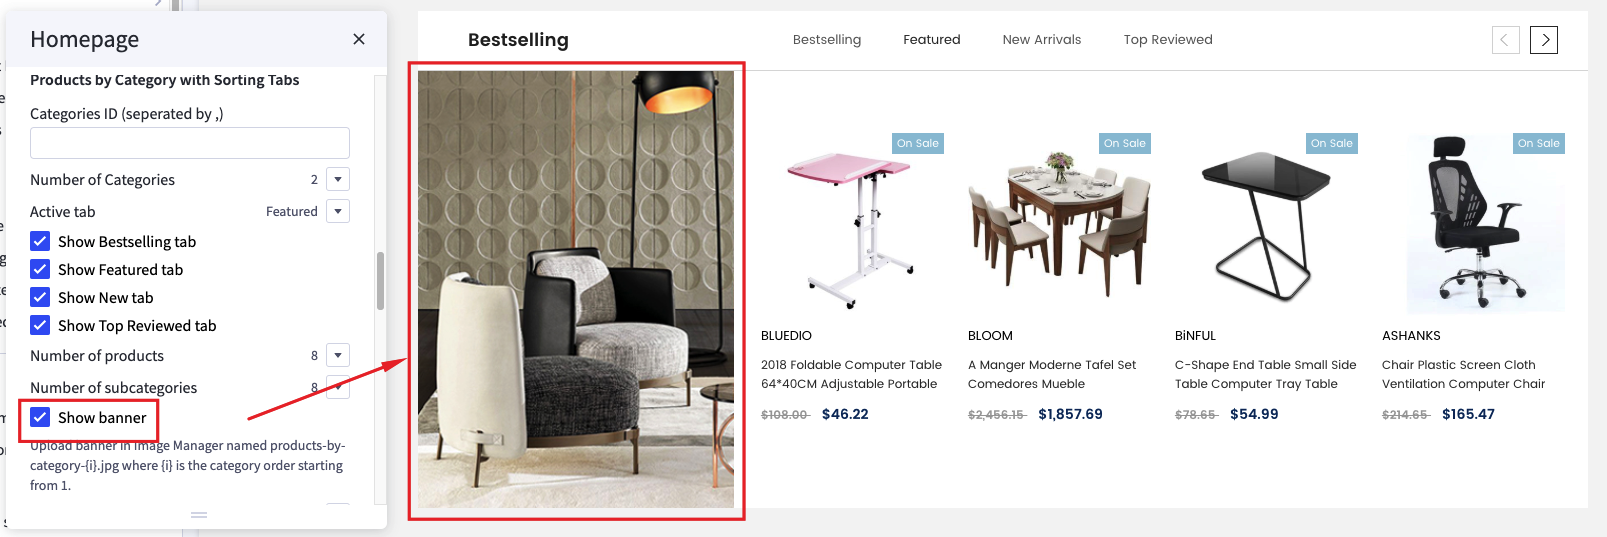 Homepage
Products by Category with Sorting Tabs
Categories ID (seperated by ,)
Number of Categories 2
Active tab Featured
Show Bestselling tab
Show Featured tab
Show New tab
Show Top Reviewed tab
Number of products 8
Number of subcategories 8
Show banner
Upload banner in Image Manager named products-by-
category-{i}.jpg where {i} is the category order starting
from 1.
Bestselling
Bestselling Featured New Arrivals Top Reviewed
On Sale On Sale On Sale On Sale
BLUEDIO
2018 Foldable Computer Table
64*40CM Adjustable Portable
$108.00 $46.22
BLOOM
A Manger Moderne Tafel Set
Comedores Mueble
$2,456.15 $1,857.69
BiNFUL
C-Shape End Table Small Side
Table Computer Tray Table
$78.65 $54.99
ASHANKS
Chair Plastic Screen Cloth
Ventilation Computer Chair
$214.65 $165.47